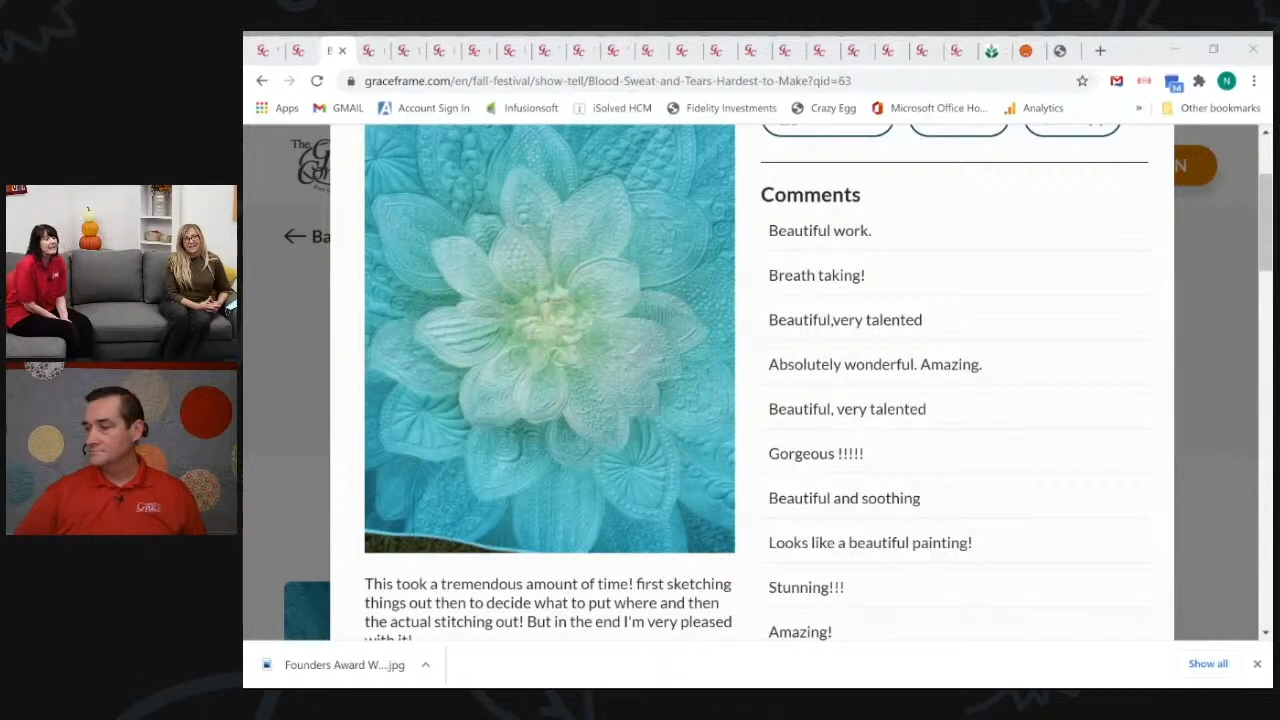 graceframe.com/en/fall-festival/show-tell/Blood-Sweat-and-Tears-Hardest-to-Make?qid=63
Apps GMAIL Account Sign In Infusionsoft iSolved HCM Fidelity Investments Crazy Egg Microsoft Office Ho... Analytics » Other bookmarks
The
N
Ba
Comments
Beautiful work.
Breath taking!
Beautiful,very talented
Absolutely wonderful. Amazing.
Beautiful, very talented
Gorgeous !!!!!
Beautiful and soothing
Looks like a beautiful painting!
Stunning!!!
Amazing!
This took a tremendous amount of time! first sketching
things out then to decide what to put where and then
the actual stitching out! But in the end I'm very pleased
with it!
Founders Award W....jpg
Show all